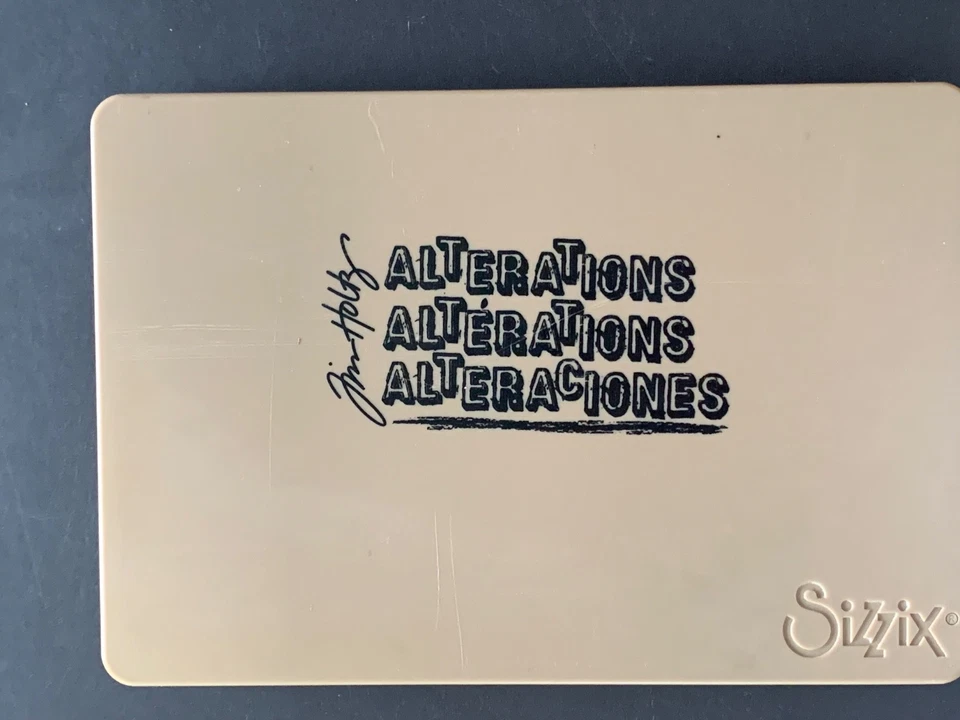 Tim Holtz
ALTERATIONS
ALTÉRATIONS
ALTERACIONES
Sizzix®